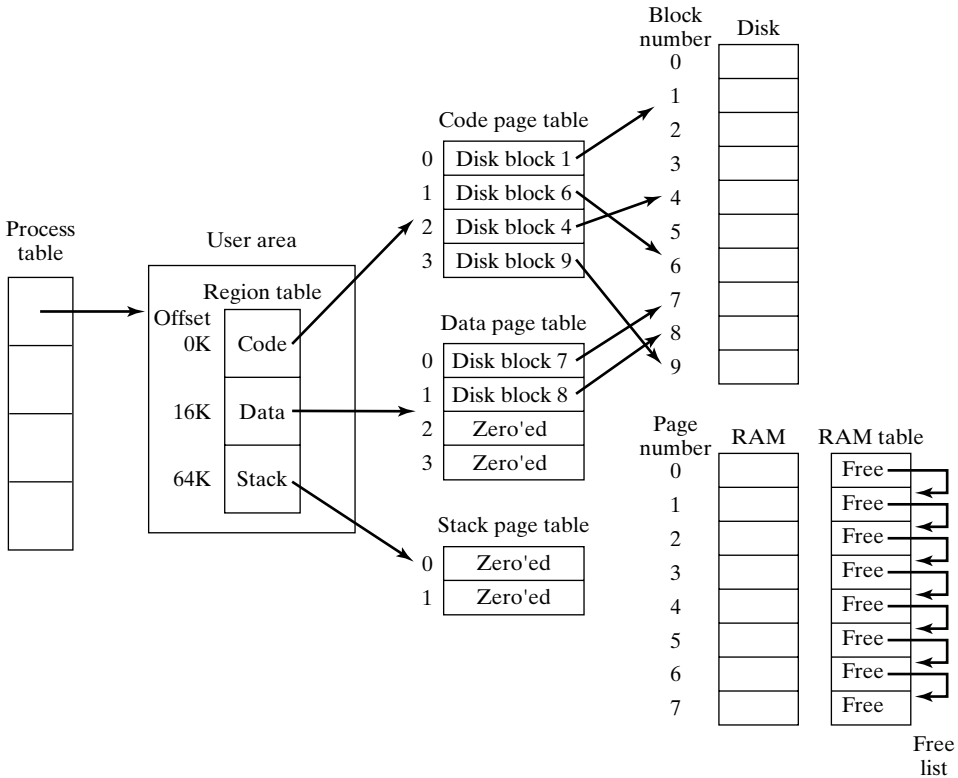 Process
table
User area
Region table
Offset
0K
Code
16K
Data
64K
Stack
Code page table
0 Disk block 1
1 Disk block 6
2 Disk block 4
3 Disk block 9
Data page table
0 Disk block 7
1 Disk block 8
2 Zero'ed
3 Zero'ed
Stack page table
0 Zero'ed
1 Zero'ed
Block
number
Disk
0
1
2
3
4
5
6
7
8
9
Page
number
RAM
RAM table
0 Free
1 Free
2 Free
3 Free
4 Free
5 Free
6 Free
7 Free
Free
list